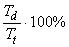 T_d / T_t · 100%